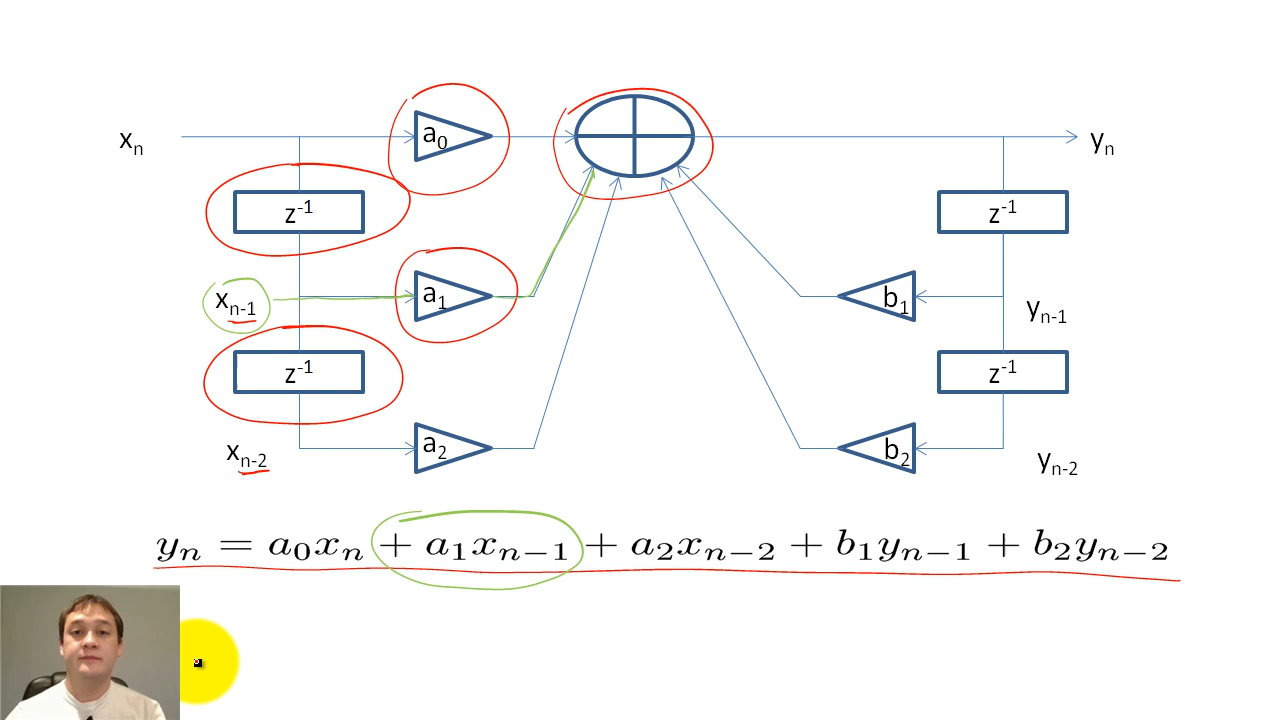 xₙ
a₀
yₙ
z⁻¹
z⁻¹
xₙ₋₁
a₁
b₁
yₙ₋₁
z⁻¹
z⁻¹
xₙ₋₂
a₂
b₂
yₙ₋₂
yₙ = a₀xₙ + a₁xₙ₋₁ + a₂xₙ₋₂ + b₁yₙ₋₁ + b₂yₙ₋₂